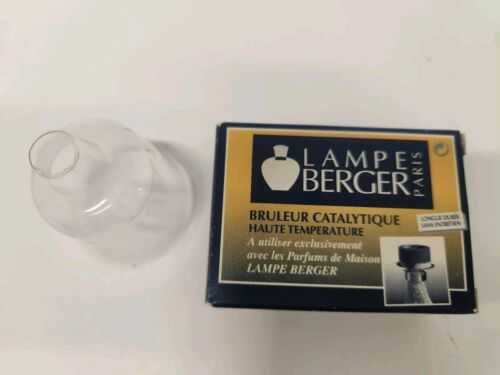 LAMPE
BERGER
PARIS
BRULEUR CATALYTIQUE
HAUTE TEMPERATURE
LONGUE DURÉE
SANS ENTRETIEN
A utiliser exclusivement
avec les Parfums de Maison
LAMPE BERGER